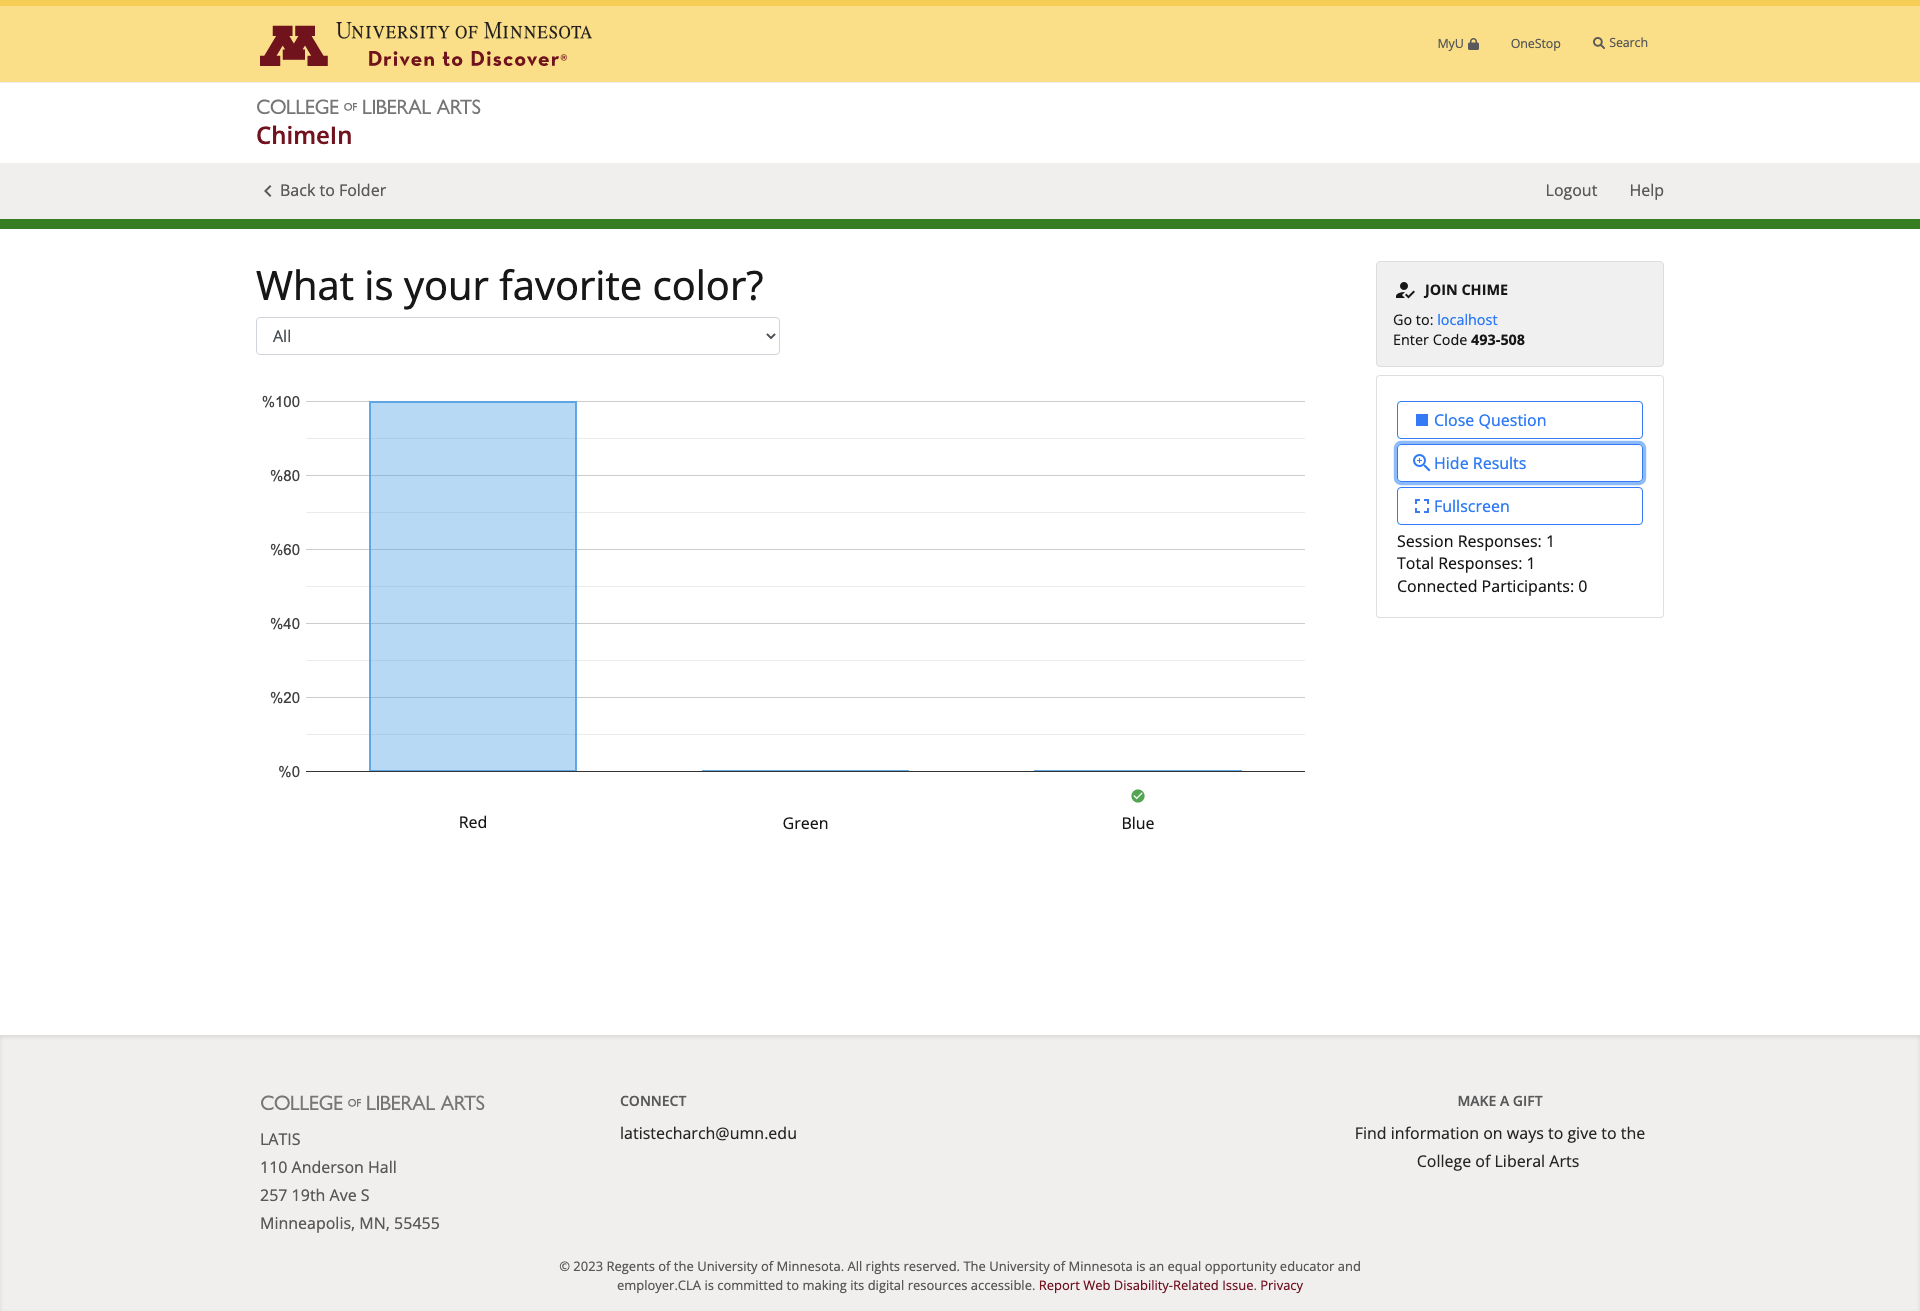 UNIVERSITY OF MINNESOTA
Driven to Discover®
MyU
OneStop
Search
COLLEGE OF LIBERAL ARTS
ChimeIn
Back to Folder
Logout
Help
What is your favorite color?
All
%100
%80
%60
%40
%20
%0
Red
Green
Blue
JOIN CHIME
Go to: localhost
Enter Code 493-508
Close Question
Hide Results
Fullscreen
Session Responses: 1
Total Responses: 1
Connected Participants: 0
COLLEGE OF LIBERAL ARTS
LATIS
110 Anderson Hall
257 19th Ave S
Minneapolis, MN, 55455
CONNECT
latistecharch@umn.edu
MAKE A GIFT
Find information on ways to give to the
College of Liberal Arts
© 2023 Regents of the University of Minnesota. All rights reserved. The University of Minnesota is an equal opportunity educator and
employer.CLA is committed to making its digital resources accessible. Report Web Disability-Related Issue. Privacy